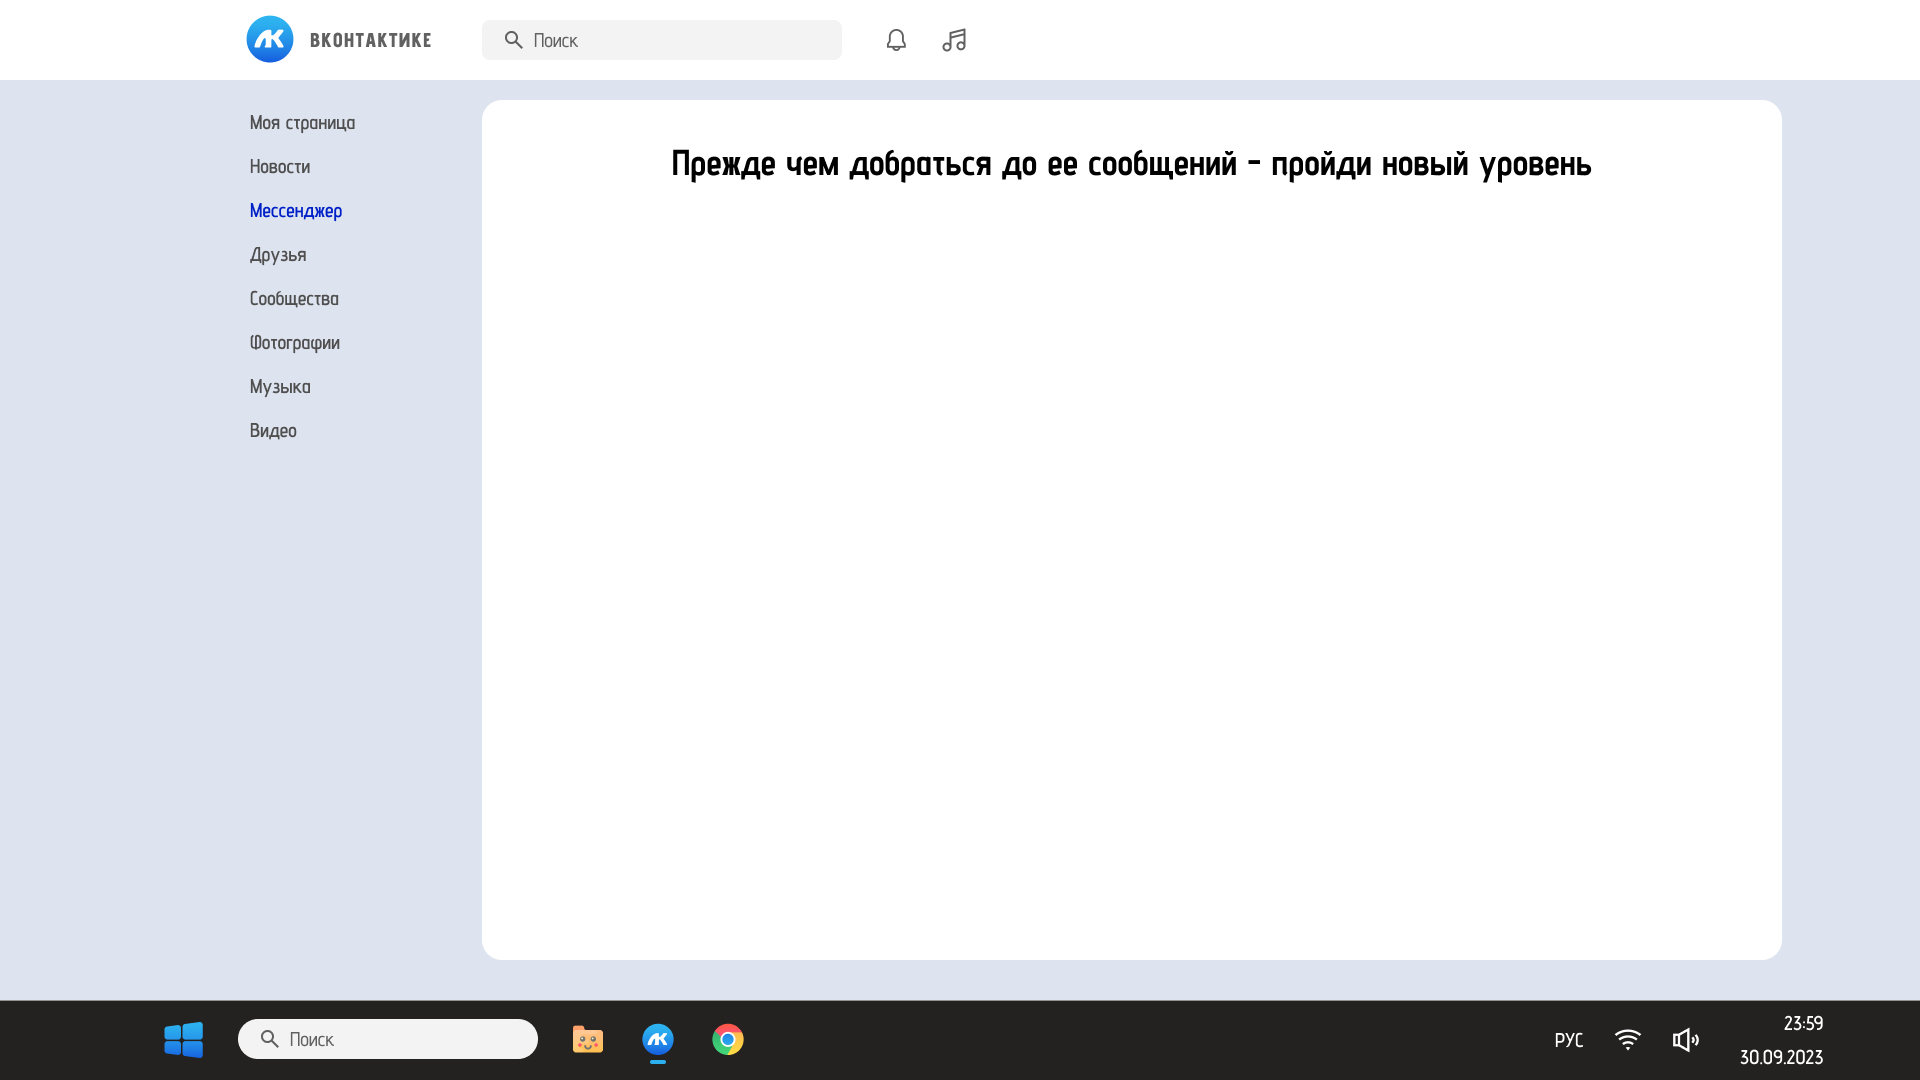 ВКОНТАКТИКЕ
Поиск
Моя страница
Новости
Мессенджер
Друзья
Сообщества
Фотографии
Музыка
Видео
Прежде чем добраться до ее сообщений - пройди новый уровень
Поиск
РУС
23:59
30.09.2023